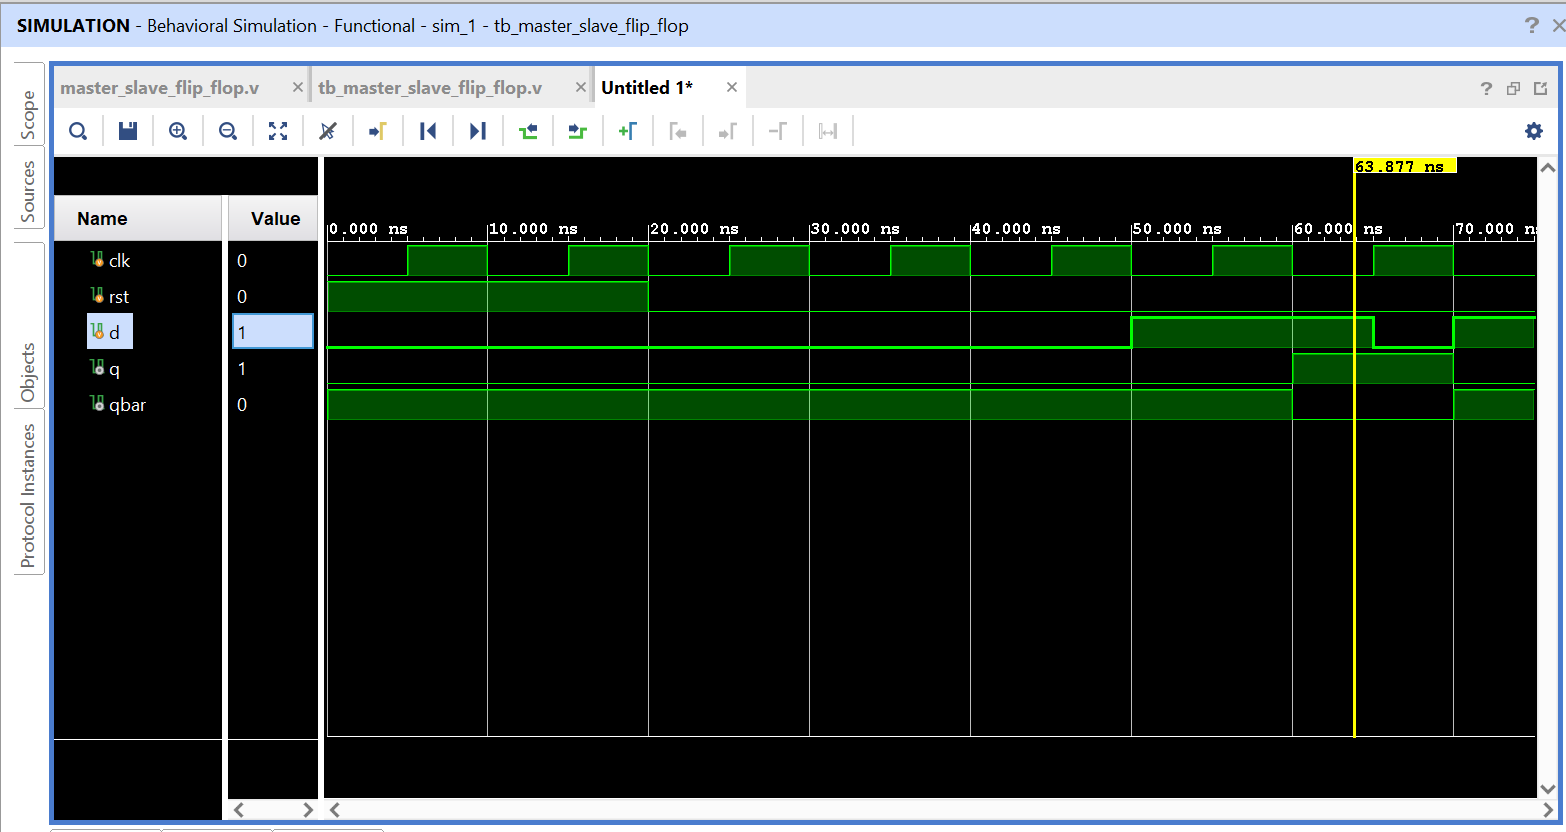 SIMULATION - Behavioral Simulation - Functional - sim_1 - tb_master_slave_flip_flop
? ×
Scope
Sources
Objects
Protocol Instances
master_slave_flip_flop.v ×
tb_master_slave_flip_flop.v ×
Untitled 1* ×
?
63.877 ns
Name Value
0.000 ns 10.000 ns 20.000 ns 30.000 ns 40.000 ns 50.000 ns 60.000 ns 70.000 ns
clk 0
rst 0
d 1
q 1
qbar 0